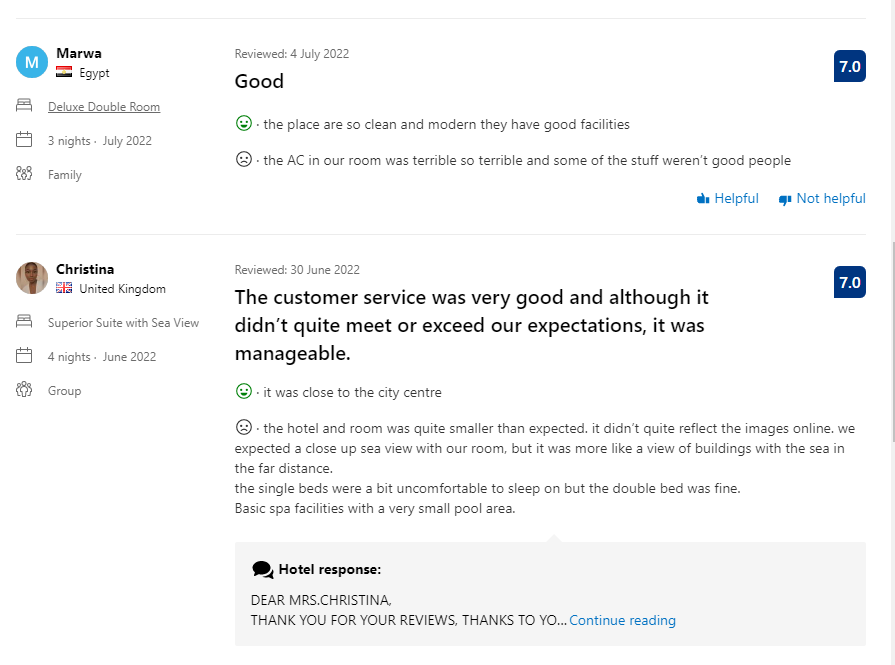 M
Marwa
Egypt
Deluxe Double Room
3 nights · July 2022
Family
Reviewed: 4 July 2022
Good
7.0
· the place are so clean and modern they have good facilities
· the AC in our room was terrible so terrible and some of the stuff weren’t good people
Helpful
Not helpful
Christina
United Kingdom
Superior Suite with Sea View
4 nights · June 2022
Group
Reviewed: 30 June 2022
The customer service was very good and although it
didn’t quite meet or exceed our expectations, it was
manageable.
7.0
· it was close to the city centre
· the hotel and room was quite smaller than expected. it didn’t quite reflect the images online. we
expected a close up sea view with our room, but it was more like a view of buildings with the sea in
the far distance.
the single beds were a bit uncomfortable to sleep on but the double bed was fine.
Basic spa facilities with a very small pool area.
Hotel response:
DEAR MRS.CHRISTINA,
THANK YOU FOR YOUR REVIEWS, THANKS TO YO... Continue reading